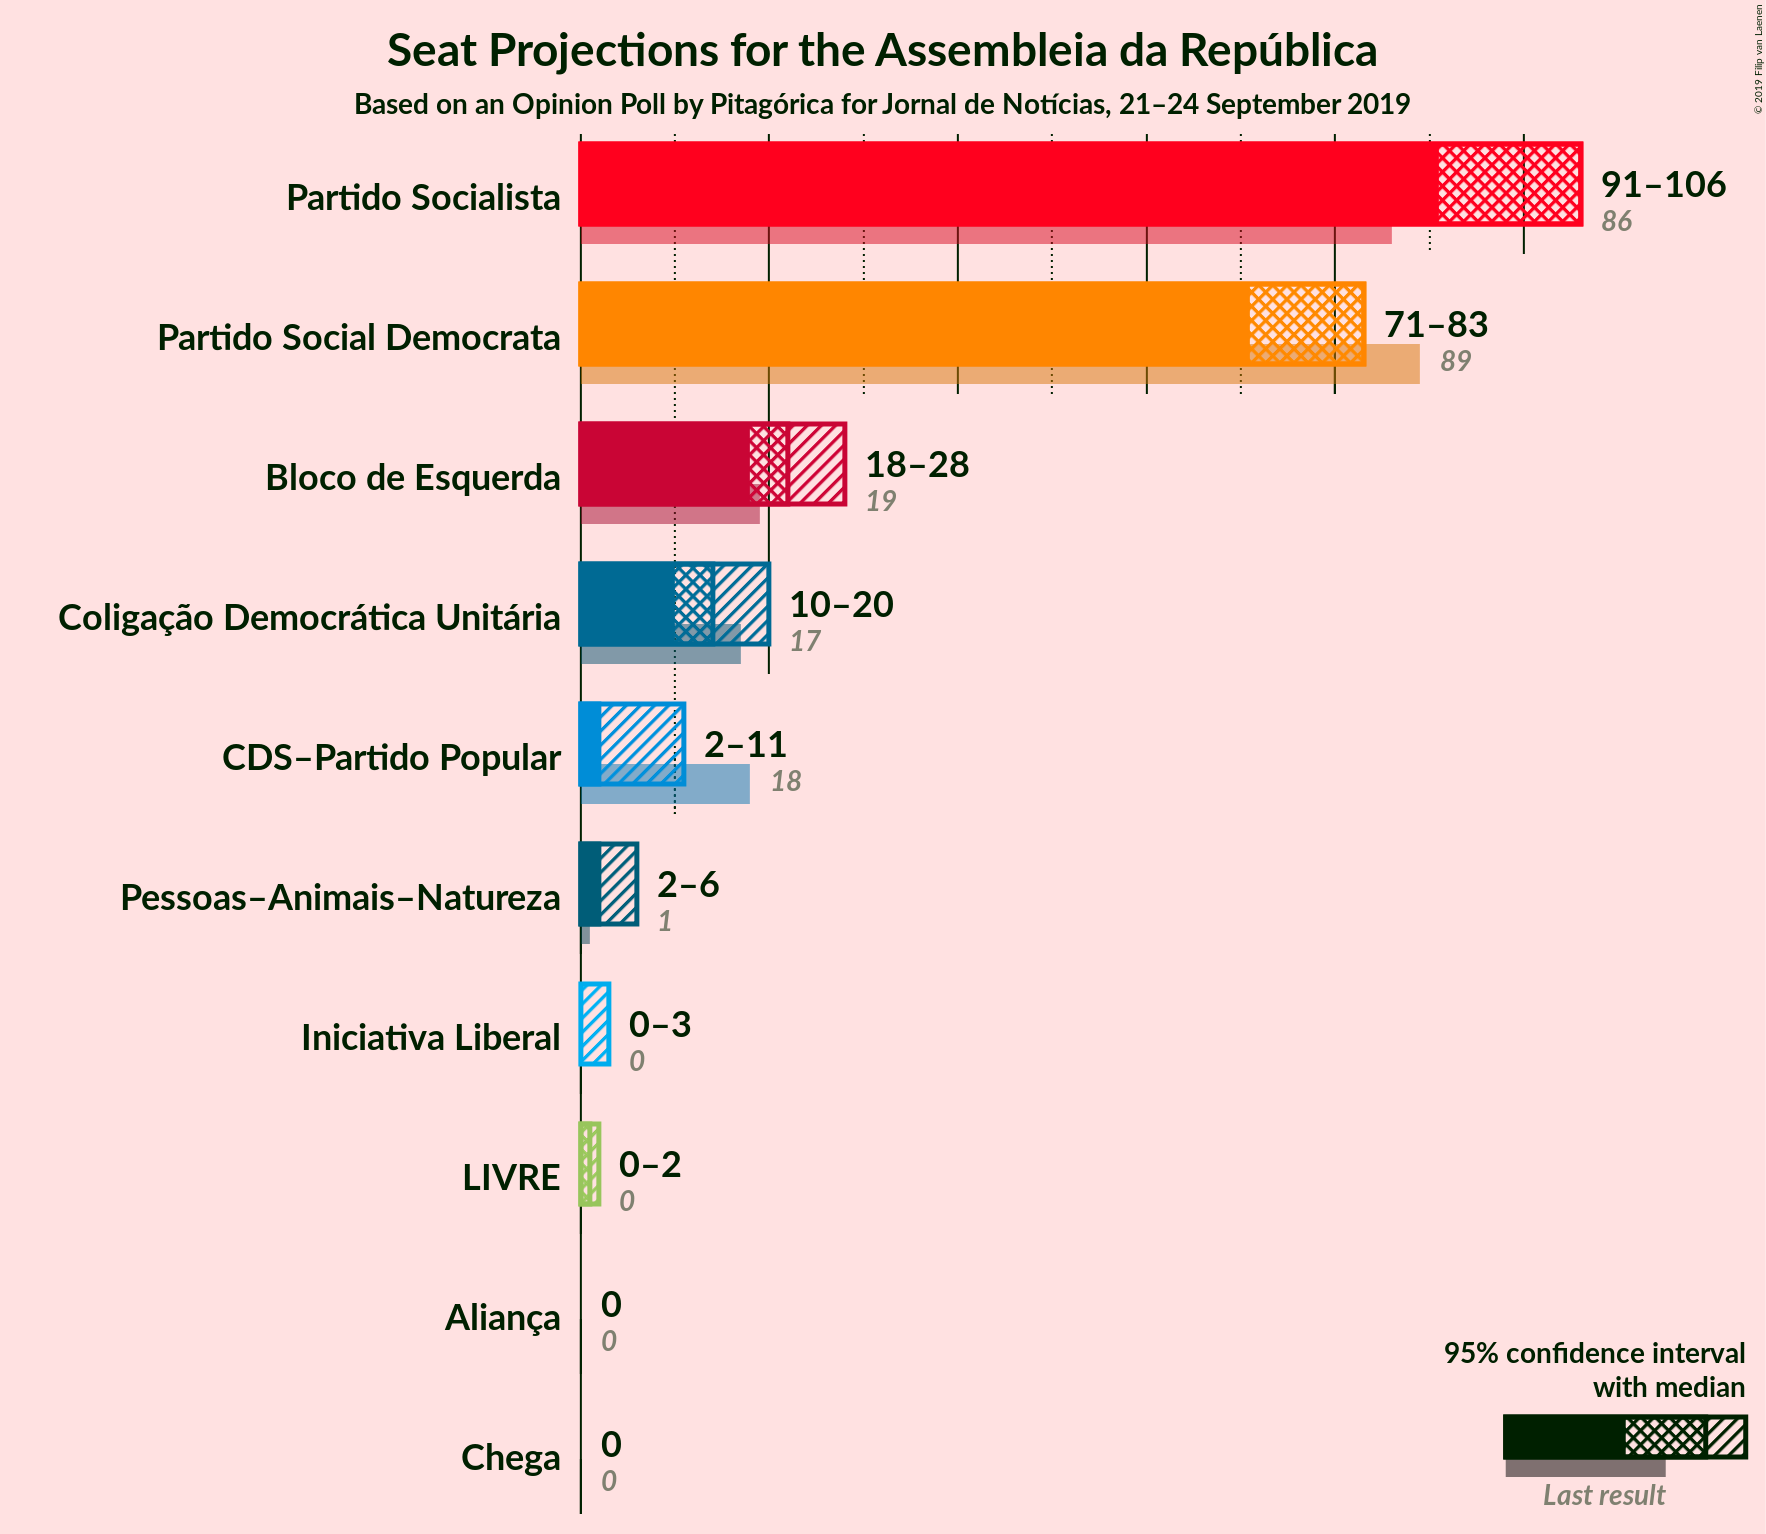 Seat Projections for the Assembleia da República
Based on an Opinion Poll by Pitagórica for Jornal de Notícias, 21–24 September 2019
© 2019 Filip van Laenen
Partido Socialista
91–106
86
Partido Social Democrata
71–83
89
Bloco de Esquerda
18–28
19
Coligação Democrática Unitária
10–20
17
CDS–Partido Popular
2–11
18
Pessoas–Animais–Natureza
2–6
1
Iniciativa Liberal
0–3
0
LIVRE
0–2
0
Aliança
0
0
Chega
0
0
95% confidence interval
with median
Last result